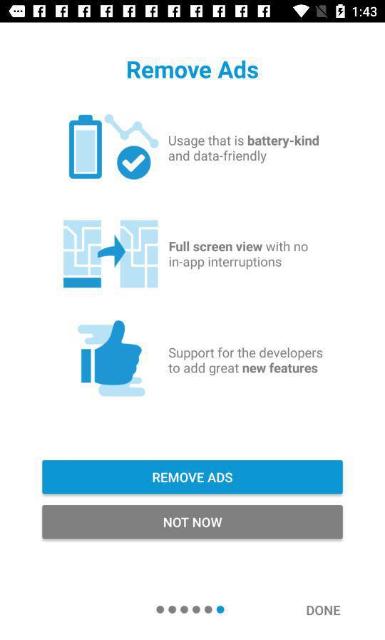 1:43
Remove Ads
Usage that is battery-kind
and data-friendly
Full screen view with no
in-app interruptions
Support for the developers
to add great new features
REMOVE ADS
NOT NOW
DONE